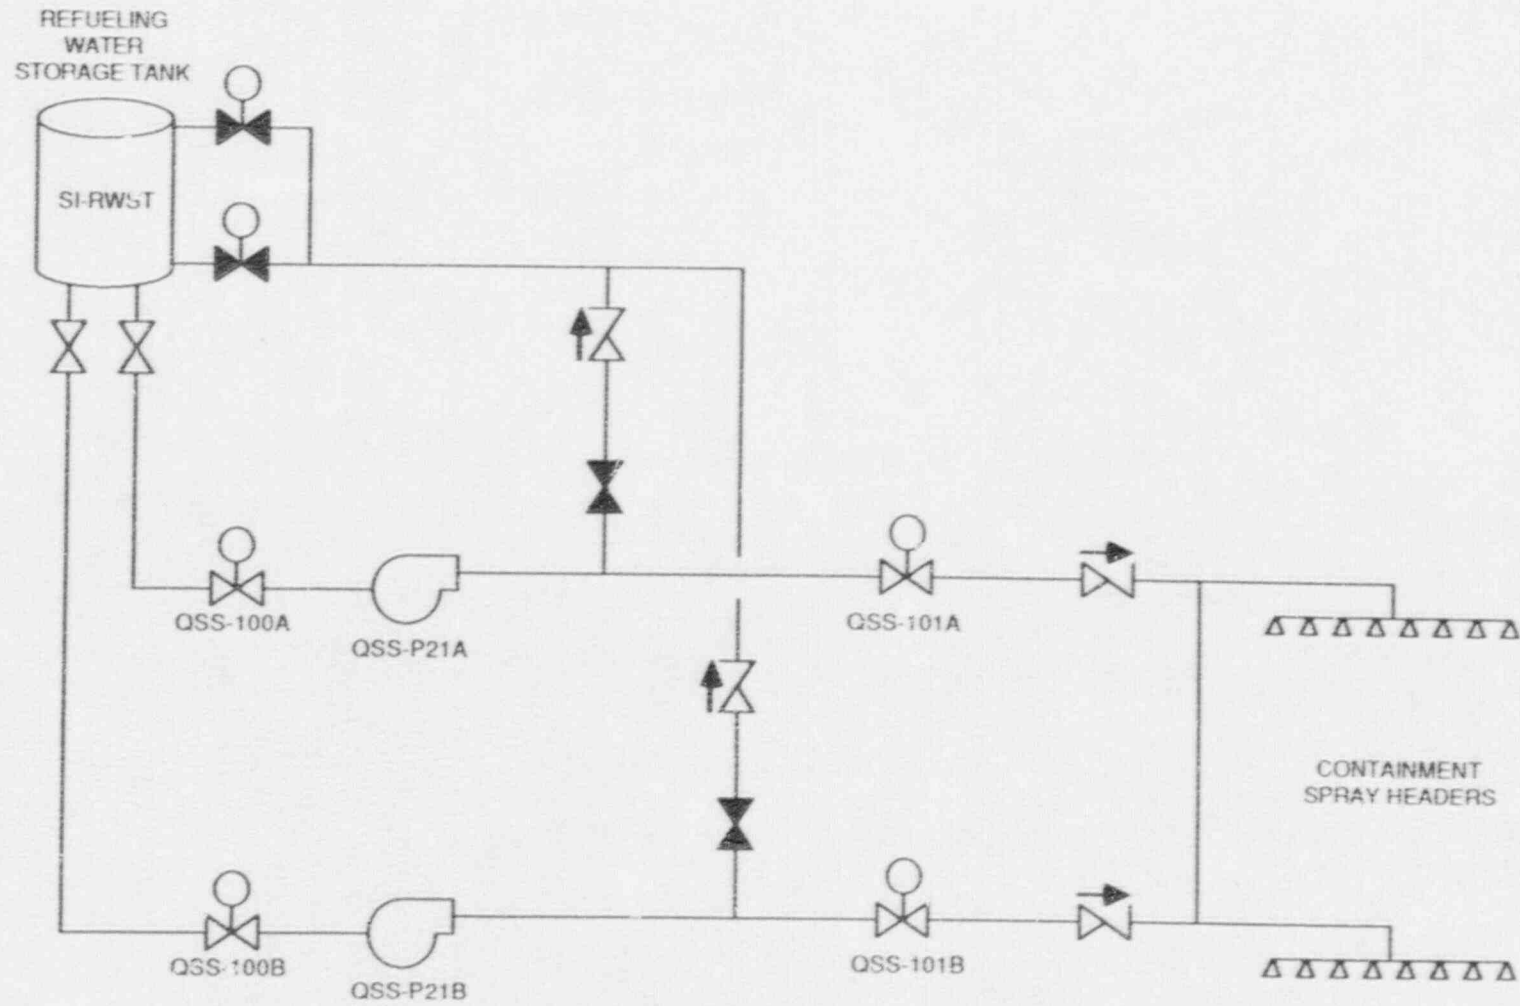 REFUELING
WATER
STORAGE TANK
SI-RWST
QSS-100A
QSS-P21A
QSS-101A
CONTAINMENT
SPRAY HEADERS
QSS-100B
QSS-P21B
QSS-101B